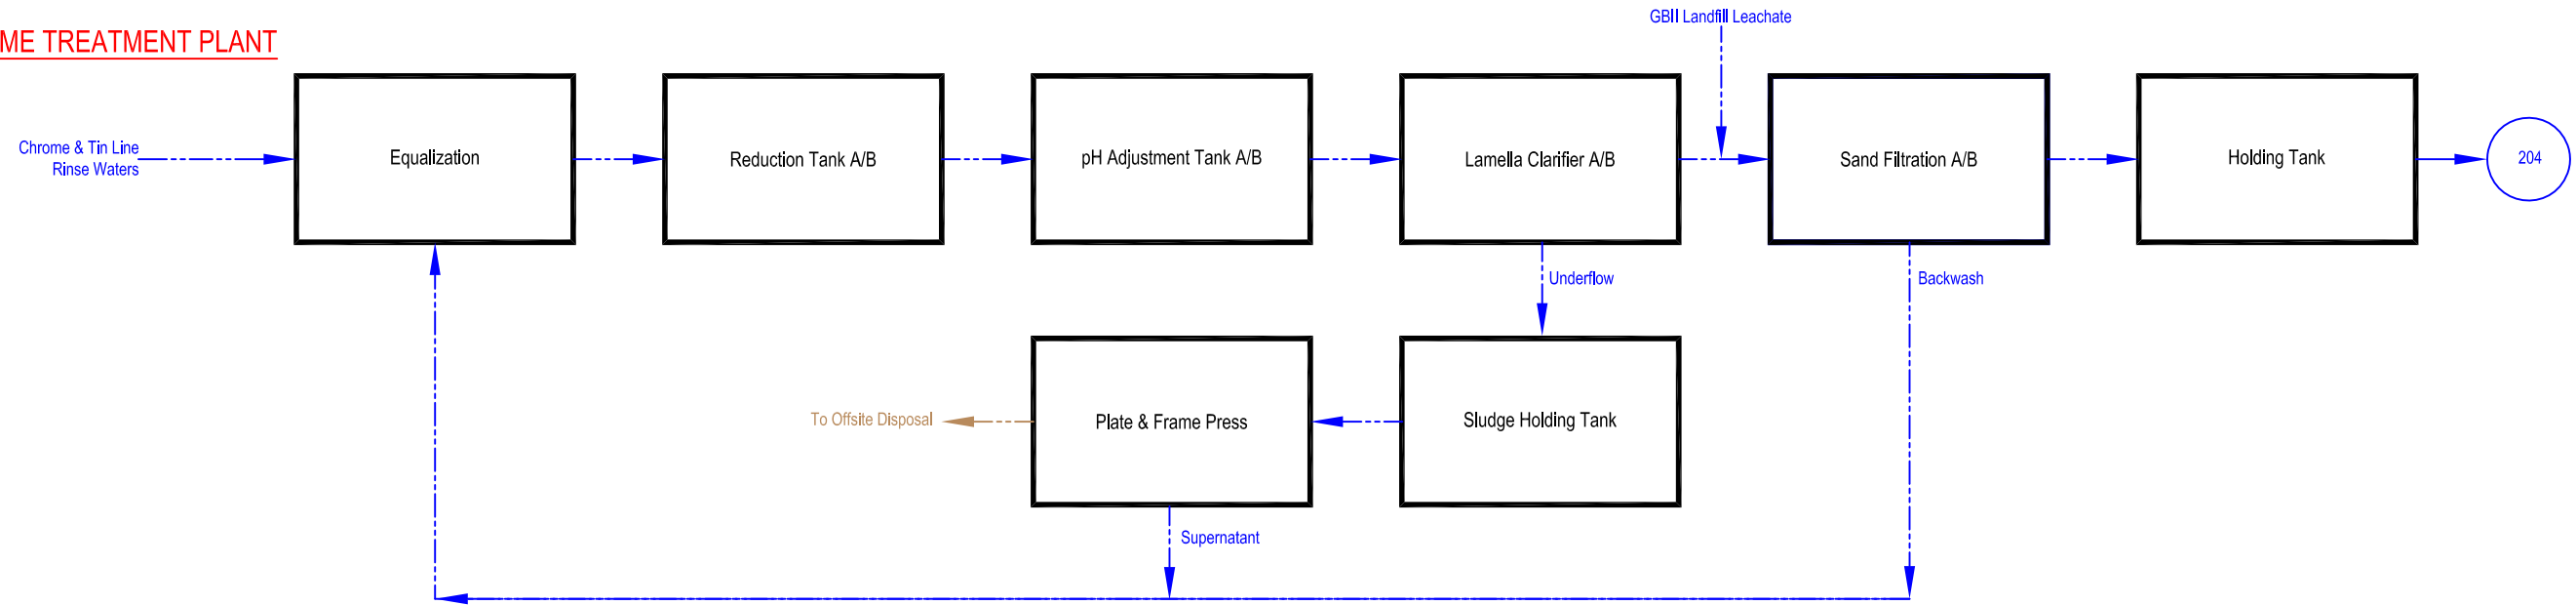 GBII Landfill Leachate
ME TREATMENT PLANT
Chrome & Tin Line
Rinse Waters
Equalization
Reduction Tank A/B
pH Adjustment Tank A/B
Lamella Clarifier A/B
Sand Filtration A/B
Holding Tank
204
Underflow
Backwash
To Offsite Disposal
Plate & Frame Press
Sludge Holding Tank
Supernatant